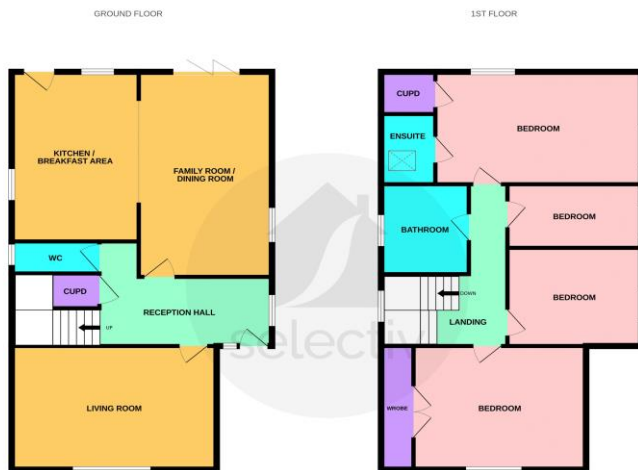 GROUND FLOOR
KITCHEN /
BREAKFAST AREA
FAMILY ROOM /
DINING ROOM
WC
CUPD
UP
RECEPTION HALL
LIVING ROOM
1ST FLOOR
CUPD
ENSUITE
BEDROOM
BATHROOM
BEDROOM
BEDROOM
DOWN
LANDING
WROBE
BEDROOM
selectiv